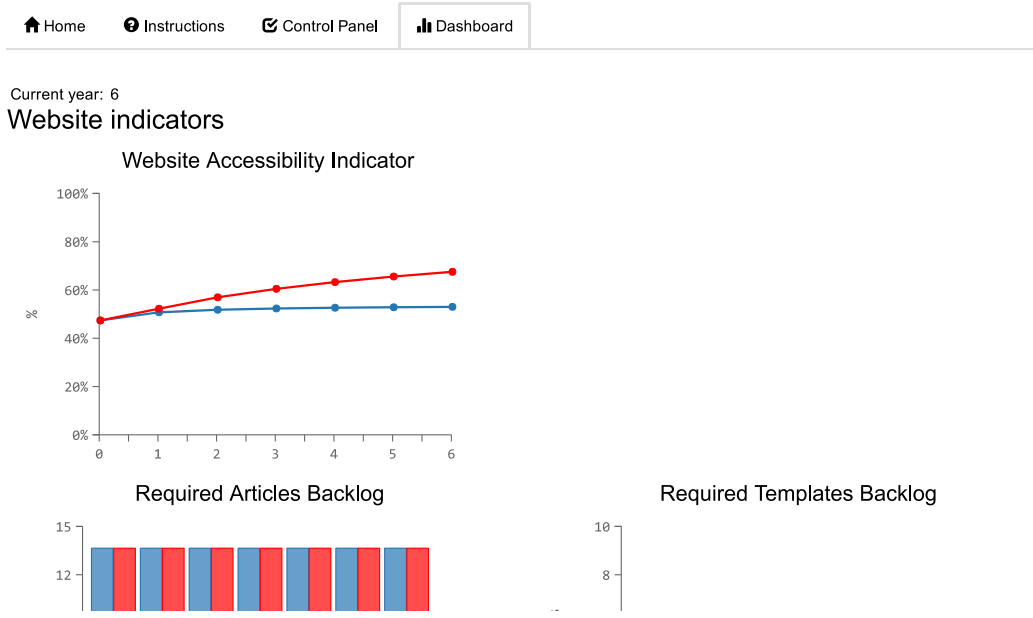 Home Instructions Control Panel Dashboard
Current year: 6
Website indicators
Website Accessibility Indicator
100%
80%
60%
%
40%
20%
0%
0 1 2 3 4 5 6
Required Articles Backlog Required Templates Backlog
15 10
12 8